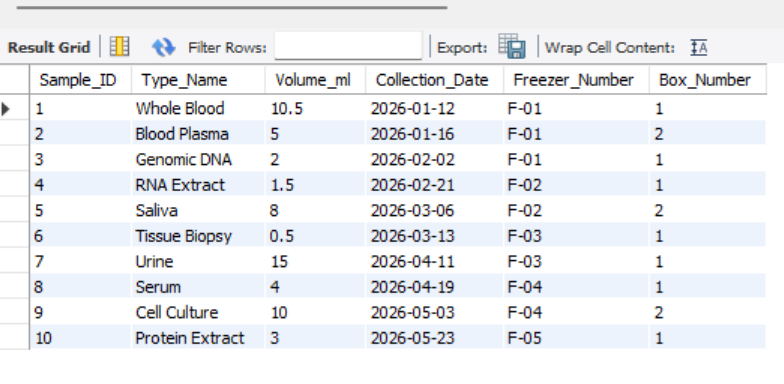 Result Grid Filter Rows: Export: Wrap Cell Content: IA
Sample_ID Type_Name Volume_ml Collection_Date Freezer_Number Box_Number
1 Whole Blood 10.5 2026-01-12 F-01 1
2 Blood Plasma 5 2026-01-16 F-01 2
3 Genomic DNA 2 2026-02-02 F-01 1
4 RNA Extract 1.5 2026-02-21 F-02 1
5 Saliva 8 2026-03-06 F-02 2
6 Tissue Biopsy 0.5 2026-03-13 F-03 1
7 Urine 15 2026-04-11 F-03 1
8 Serum 4 2026-04-19 F-04 1
9 Cell Culture 10 2026-05-03 F-04 2
10 Protein Extract 3 2026-05-23 F-05 1